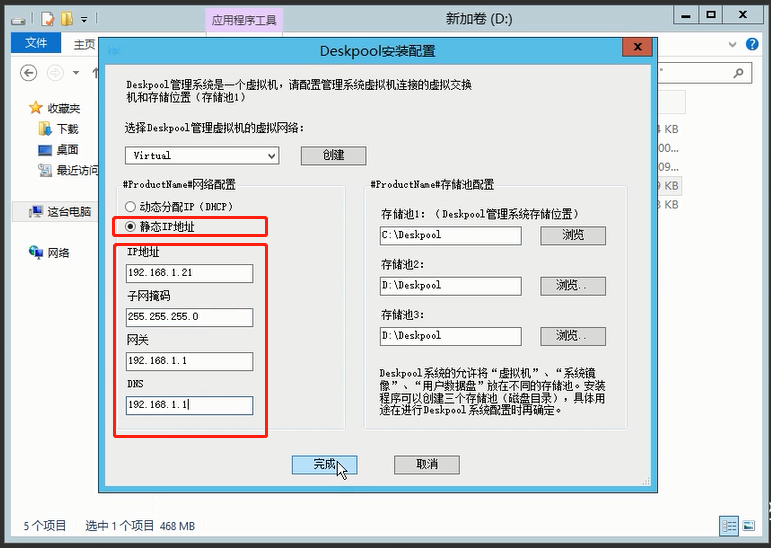 应用程序工具
新加卷 (D:)
文件
主页
Deskpool安装配置
收藏夹
下载
桌面
最近访问
这台电脑
网络
Deskpool管理系统是一个虚拟机，请配置管理系统虚拟机连接的虚拟交换
机和存储位置（存储池1）
选择Deskpool管理虚拟机的虚拟网络:
Virtual
创建
#ProductName#网络配置
动态分配IP（DHCP）
静态IP地址
IP地址
192.168.1.21
子网掩码
255.255.255.0
网关
192.168.1.1
DNS
192.168.1.1
#ProductName#存储池配置
存储池1: （Deskpool管理系统存储位置）
C:\Deskpool
浏览
存储池2:
D:\Deskpool
浏览..
存储池3:
D:\Deskpool
浏览..
Deskpool系统的允许将“虚拟机”、“系统镜
像”、“用户数据盘”放在不同的存储池。安装
程序可以创建三个存储池（磁盘目录），具体用
途在进行Deskpool系统配置时再确定。
完成
取消
4 KB
00...
09...
9 KB
8 KB
5 个项目
选中 1 个项目 468 MB